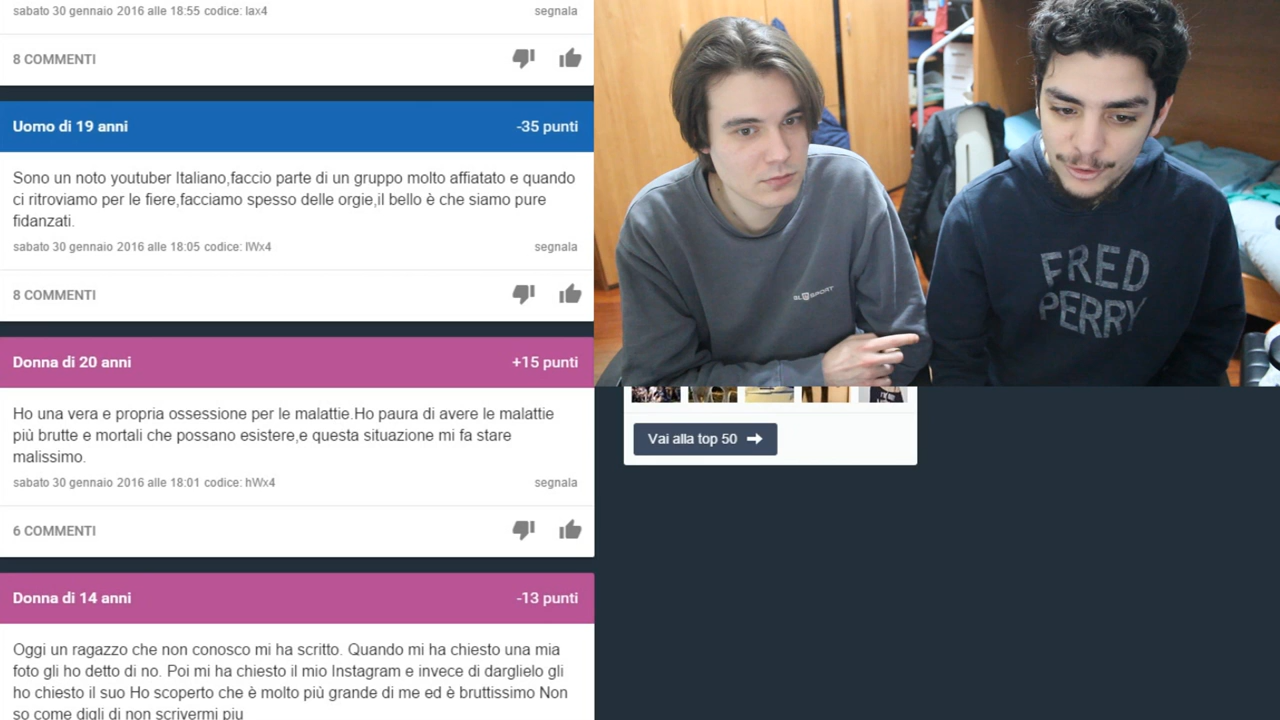 sabato 30 gennaio 2016 alle 18:55 codice: lax4
segnala
8 COMMENTI
Uomo di 19 anni
-35 punti
Sono un noto youtuber Italiano,faccio parte di un gruppo molto affiatato e quando
ci ritroviamo per le fiere,facciamo spesso delle orgie,il bello è che siamo pure
fidanzati.
sabato 30 gennaio 2016 alle 18:05 codice: lWx4
segnala
8 COMMENTI
Donna di 20 anni
+15 punti
Ho una vera e propria ossessione per le malattie.Ho paura di avere le malattie
più brutte e mortali che possano esistere,e questa situazione mi fa stare
malissimo.
sabato 30 gennaio 2016 alle 18:01 codice: hWx4
segnala
6 COMMENTI
Donna di 14 anni
-13 punti
Oggi un ragazzo che non conosco mi ha scritto. Quando mi ha chiesto una mia
foto gli ho detto di no. Poi mi ha chiesto il mio Instagram e invece di darglielo gli
ho chiesto il suo Ho scoperto che è molto più grande di me ed è bruttissimo Non
so come digli di non scrivermi piu
FRED
PERRY
Vai alla top 50